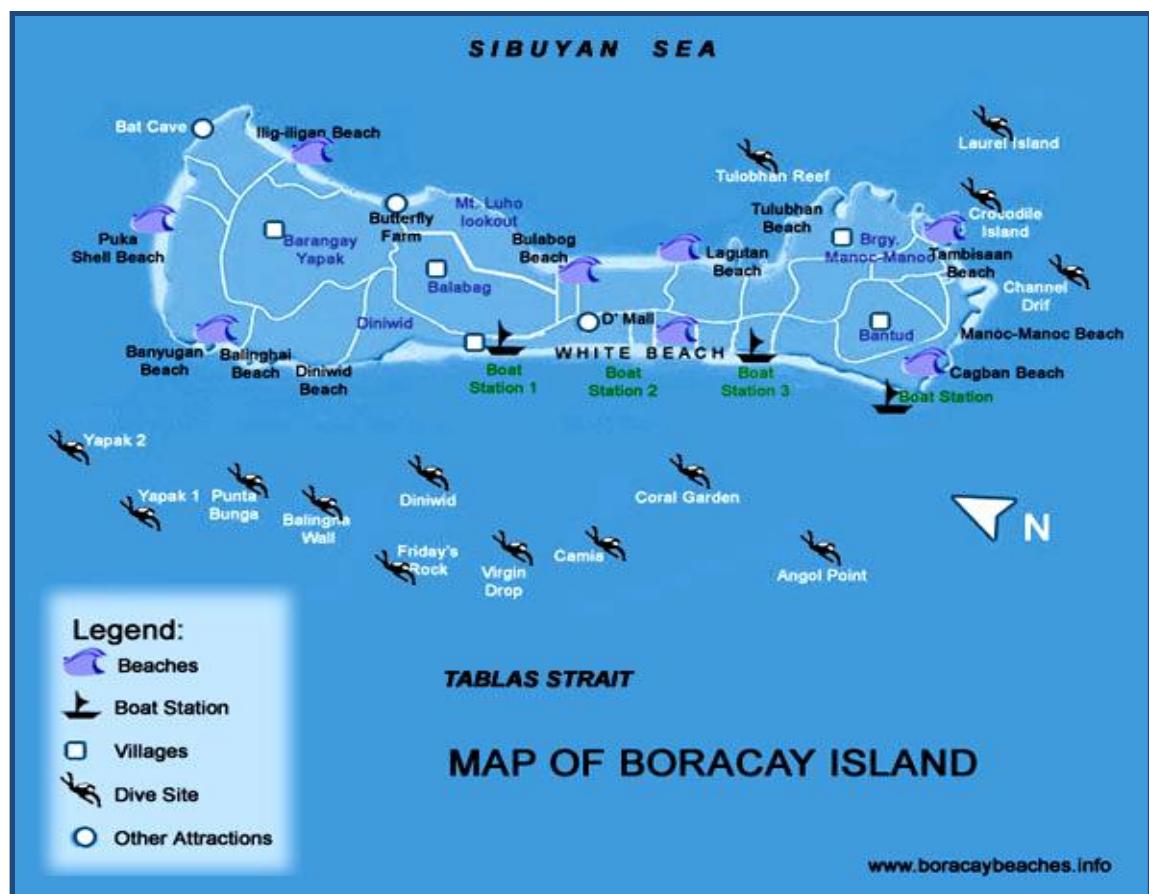 SIBUYAN SEA
Bat Cave
Ilig-iligan Beach
Laurel Island
Tulobhan Reef
Puka
Shell Beach
Barangay
Yapak
Butterfly
Farm
Mt. Luho
lookout
Balabag
Bulabog
Beach
Lagutan
Beach
Tulubhan
Beach
Brgy.
Manoc-Manoc
Crocodile
Island
Tambisaan
Beach
Channel
Drif
Diniwid
D' Mall
Bantud
Manoc-Manoc Beach
Banyugan
Beach
Balinghai
Beach
Diniwid
Beach
WHITE BEACH
Boat
Station 1
Boat
Station 2
Boat
Station 3
Cagban Beach
Boat Station
Yapak 2
Yapak 1
Punta
Bunga
Balingha
Wall
Diniwid
Friday's
Rock
Virgin
Drop
Camia
Coral Garden
Angol Point
N
Legend:
Beaches
Boat Station
Villages
Dive Site
Other Attractions
TABLAS STRAIT
MAP OF BORACAY ISLAND
www.boracaybeaches.info